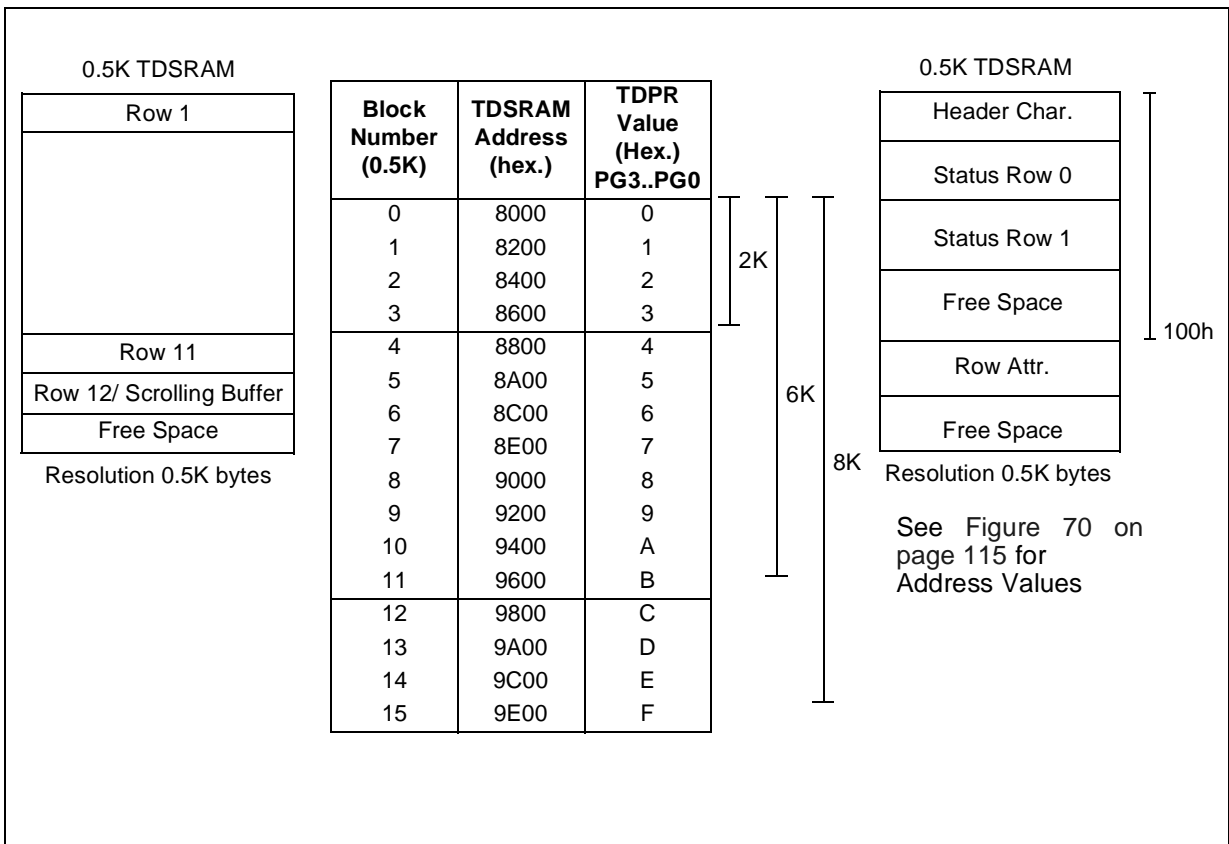 0.5K TDSRAM
Row 1
Row 11
Row 12/ Scrolling Buffer
Free Space
Resolution 0.5K bytes
Block Number (0.5K) TDSRAM Address (hex.) TDPR Value (Hex.) PG3..PG0
0 8000 0
1 8200 1
2 8400 2
3 8600 3
4 8800 4
5 8A00 5
6 8C00 6
7 8E00 7
8 9000 8
9 9200 9
10 9400 A
11 9600 B
12 9800 C
13 9A00 D
14 9C00 E
15 9E00 F
2K
6K
8K
0.5K TDSRAM
Header Char.
Status Row 0
Status Row 1
Free Space
100h
Row Attr.
Free Space
Resolution 0.5K bytes
See Figure 70 on
page 115 for
Address Values